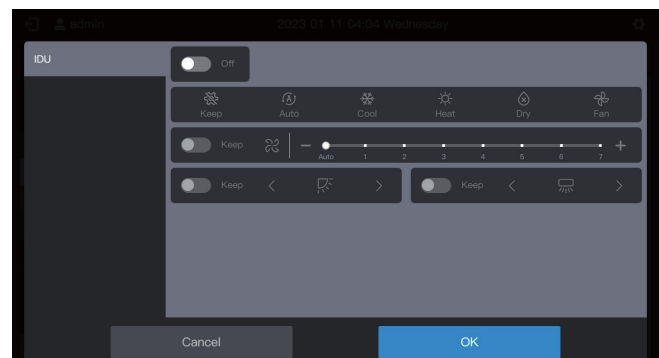 admin 2023 01 11 04:04 Wednesday
IDU
Off
Keep Auto Cool Heat Dry Fan
Keep
Auto 1 2 3 4 5 6 7
Keep Keep
Cancel OK